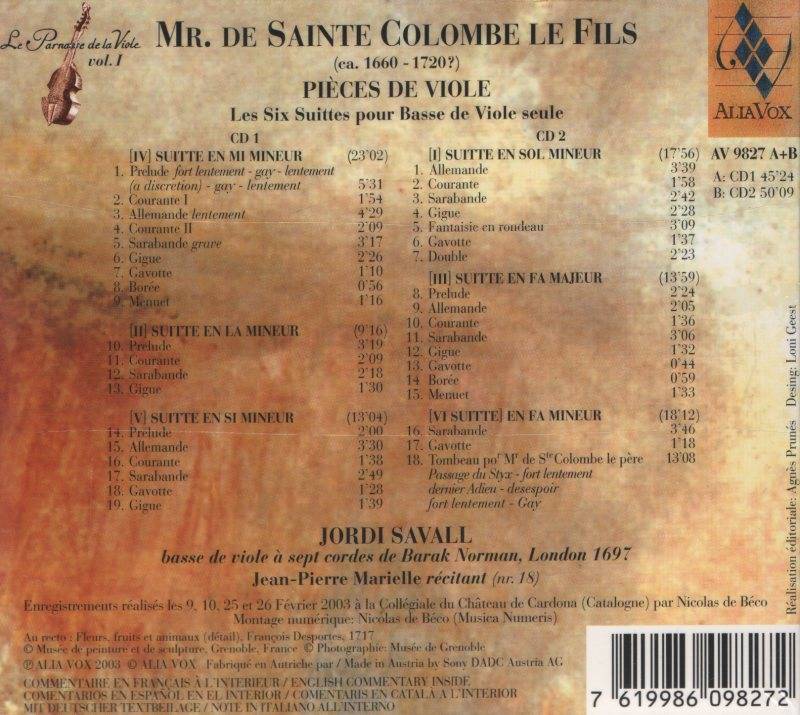 Le Parnasse de la Viole
vol. I
MR. DE SAINTE COLOMBE LE FILS
(ca. 1660 - 1720?)
PIÈCES DE VIOLE
Les Six Suittes pour Basse de Viole seule
ALIAVOX
AV 9827 A+B
A: CD1 45'24
B: CD2 50'09
CD 1
[IV] SUITTE EN MI MINEUR (23'02)
1. Prelude fort lentement - gay - lentement
(a discretion) - gay - lentement 5'31
2. Courante I 1'54
3. Allemande lentement 4'29
4. Courante II 2'09
5. Sarabande grave 3'17
6. Gigue 2'26
7. Gavotte 1'10
8. Borée 0'56
9. Menuet 1'16
[II] SUITTE EN LA MINEUR (9'16)
10. Prelude 3'19
11. Courante 2'09
12. Sarabande 2'18
13. Gigue 1'30
[V] SUITTE EN SI MINEUR (13'04)
14. Prelude 2'00
15. Allemande 3'30
16. Courante 1'38
17. Sarabande 2'49
18. Gavotte 1'28
19. Gigue 1'39
CD 2
[I] SUITTE EN SOL MINEUR (17'56)
1. Allemande 3'39
2. Courante 1'58
3. Sarabande 2'42
4. Gigue 2'28
5. Fantaisie en rondeau 3'09
6. Gavotte 1'37
7. Double 2'23
[III] SUITTE EN FA MAJEUR (13'59)
8. Prelude 2'24
9. Allemande 2'05
10. Courante 1'36
11. Sarabande 3'06
12. Gigue 1'32
13. Gavotte 0'44
14 Borée 0'59
15. Menuet 1'33
[VI SUITTE] EN FA MINEUR (18'12)
16. Sarabande 3'46
17. Gavotte 1'18
18. Tombeau poʳ Mʳ de Sᵗᵉ Colombe le père 13'08
Passage du Styx - fort lentement
dernier Adieu - desespoir
fort lentement - Gay
JORDI SAVALL
basse de viole à sept cordes de Barak Norman, London 1697
Jean-Pierre Marielle récitant (nr. 18)
Enregistrements réalisés les 9, 10, 25 et 26 Février 2003 à la Collégiale du Château de Cardona (Catalogne) par Nicolas de Béco
Montage numérique: Nicolas de Béco (Musica Numeris)
Au recto : Fleurs, fruits et animaux (détail), François Desportes, 1717
© Musée de peinture et de sculpture, Grenoble, France © Photographie: Musée de Grenoble
℗ ALIA VOX 2003 © ALIA VOX Fabriqué en Autriche par / Made in Austria by Sony DADC Austria AG
COMMENTAIRE EN FRANÇAIS À L'INTERIEUR / ENGLISH COMMENTARY INSIDE
COMENTARIOS EN ESPAÑOL EN EL INTERIOR / COMENTARIS EN CATALÀ A L'INTERIOR
MIT DEUTSCHER TEXTBEILAGE / NOTE IN ITALIANO ALL'INTERNO
Réalisation éditoriale: Agnès Prunés Desing: Loni Geest
7 619986 098272